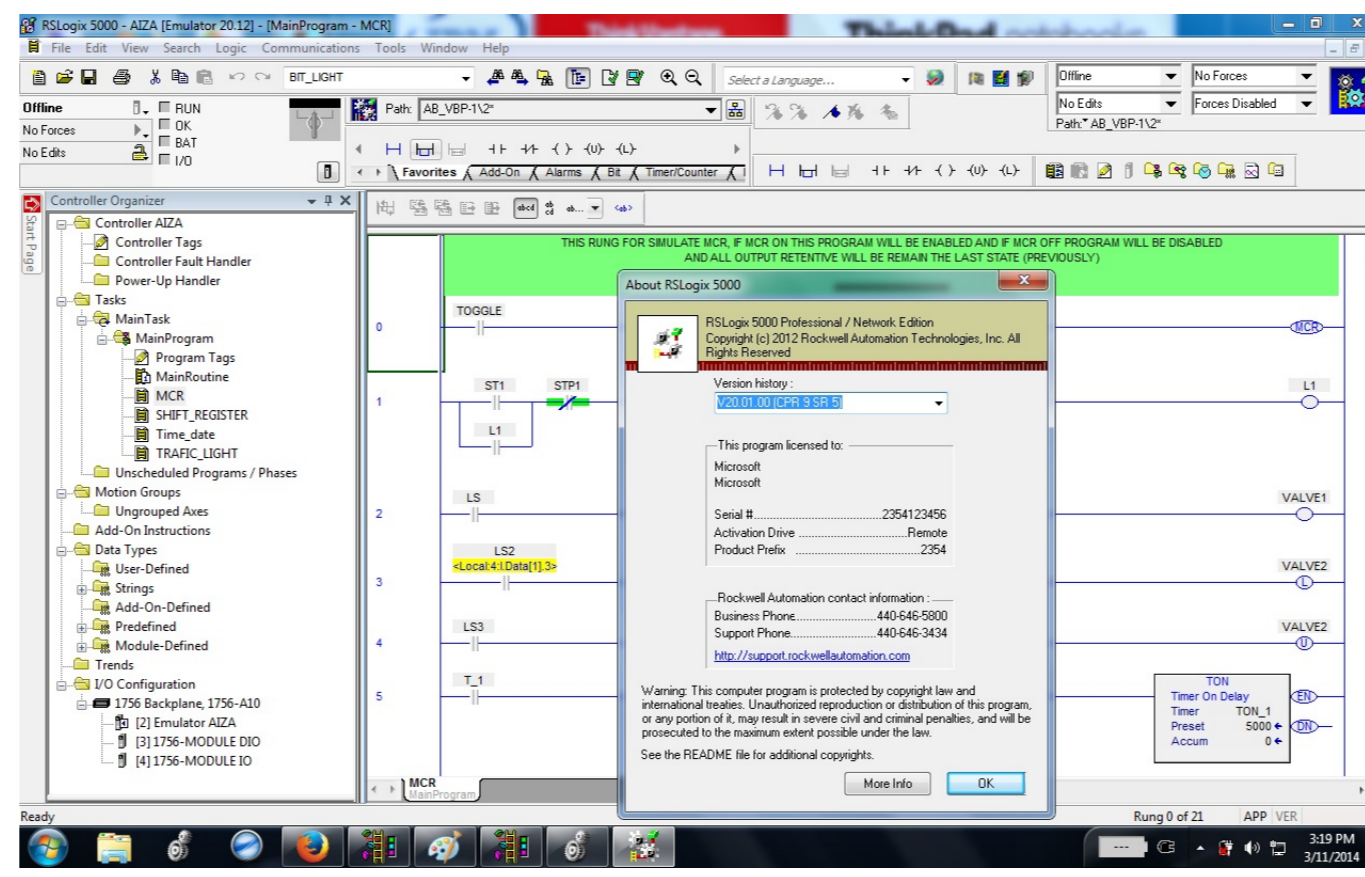 RSLogix 5000 - AIZA [Emulator 20.12] - [MainProgram - MCR]
File Edit View Search Logic Communications Tools Window Help
BIT_LIGHT
Select a Language...
Offline
No Forces
No Edits
Forces Disabled
Path: AB_VBP-1\2*
Offline
RUN
No Forces
OK
BAT
No Edits
I/O
Path: AB_VBP-1\2*
Favorites Add-On Alarms Bit Timer/Counter
Start Page
Controller Organizer
Controller AIZA
Controller Tags
Controller Fault Handler
Power-Up Handler
Tasks
MainTask
MainProgram
Program Tags
MainRoutine
MCR
SHIFT_REGISTER
Time_date
TRAFIC_LIGHT
Unscheduled Programs / Phases
Motion Groups
Ungrouped Axes
Add-On Instructions
Data Types
User-Defined
Strings
Add-On-Defined
Predefined
Module-Defined
Trends
I/O Configuration
1756 Backplane, 1756-A10
[2] Emulator AIZA
[3] 1756-MODULE DIO
[4] 1756-MODULE IO
THIS RUNG FOR SIMULATE MCR, IF MCR ON THIS PROGRAM WILL BE ENABLED AND IF MCR OFF PROGRAM WILL BE DISABLED
AND ALL OUTPUT RETENTIVE WILL BE REMAIN THE LAST STATE (PREVIOUSLY)
TOGGLE
0
MCR
ST1 STP1 L1
1
L1
LS VALVE1
2
LS2
<Local:4:I.Data[1].3> VALVE2
3
L
LS3 VALVE2
4
U
T_1
5
TON
Timer On Delay
Timer TON_1
Preset 5000
Accum 0
EN
DN
About RSLogix 5000
RSLogix 5000 Professional / Network Edition
Copyright (c) 2012 Rockwell Automation Technologies, Inc. All
Rights Reserved
Version history :
V20.01.00 (CPR 9 SR 5)
This program licensed to:
Microsoft
Microsoft
Serial #................................2354123456
Activation Drive ...........................Remote
Product Prefix ...............................2354
Rockwell Automation contact information :
Business Phone....................440-646-5800
Support Phone.....................440-646-3434
http://support.rockwellautomation.com
Warning: This computer program is protected by copyright law and
international treaties. Unauthorized reproduction or distribution of this program,
or any portion of it, may result in severe civil and criminal penalties, and will be
prosecuted to the maximum extent possible under the law.
See the README file for additional copyrights.
More Info
OK
MCR
MainProgram
Ready
Rung 0 of 21 APP VER
3:19 PM
3/11/2014